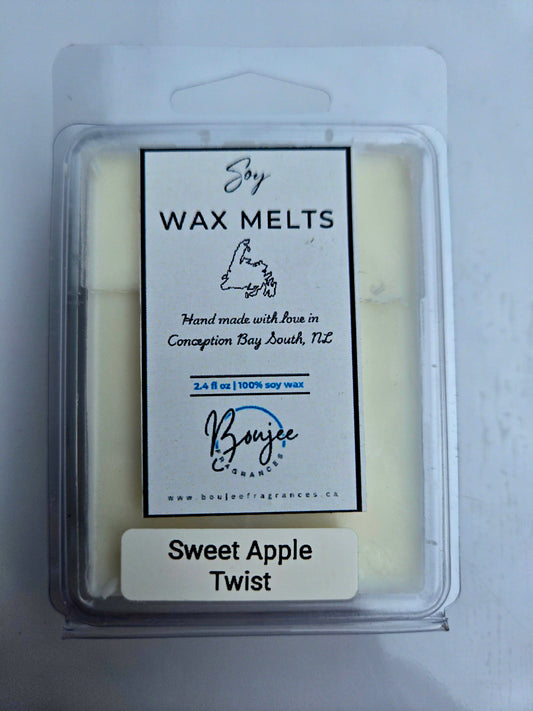 Soy
WAX MELTS
Hand made with love in
Conception Bay South, NL
2.4 fl oz | 100% soy wax
Boujee
FRAGRANCES
www.boujeefragrances.ca
Sweet Apple
Twist